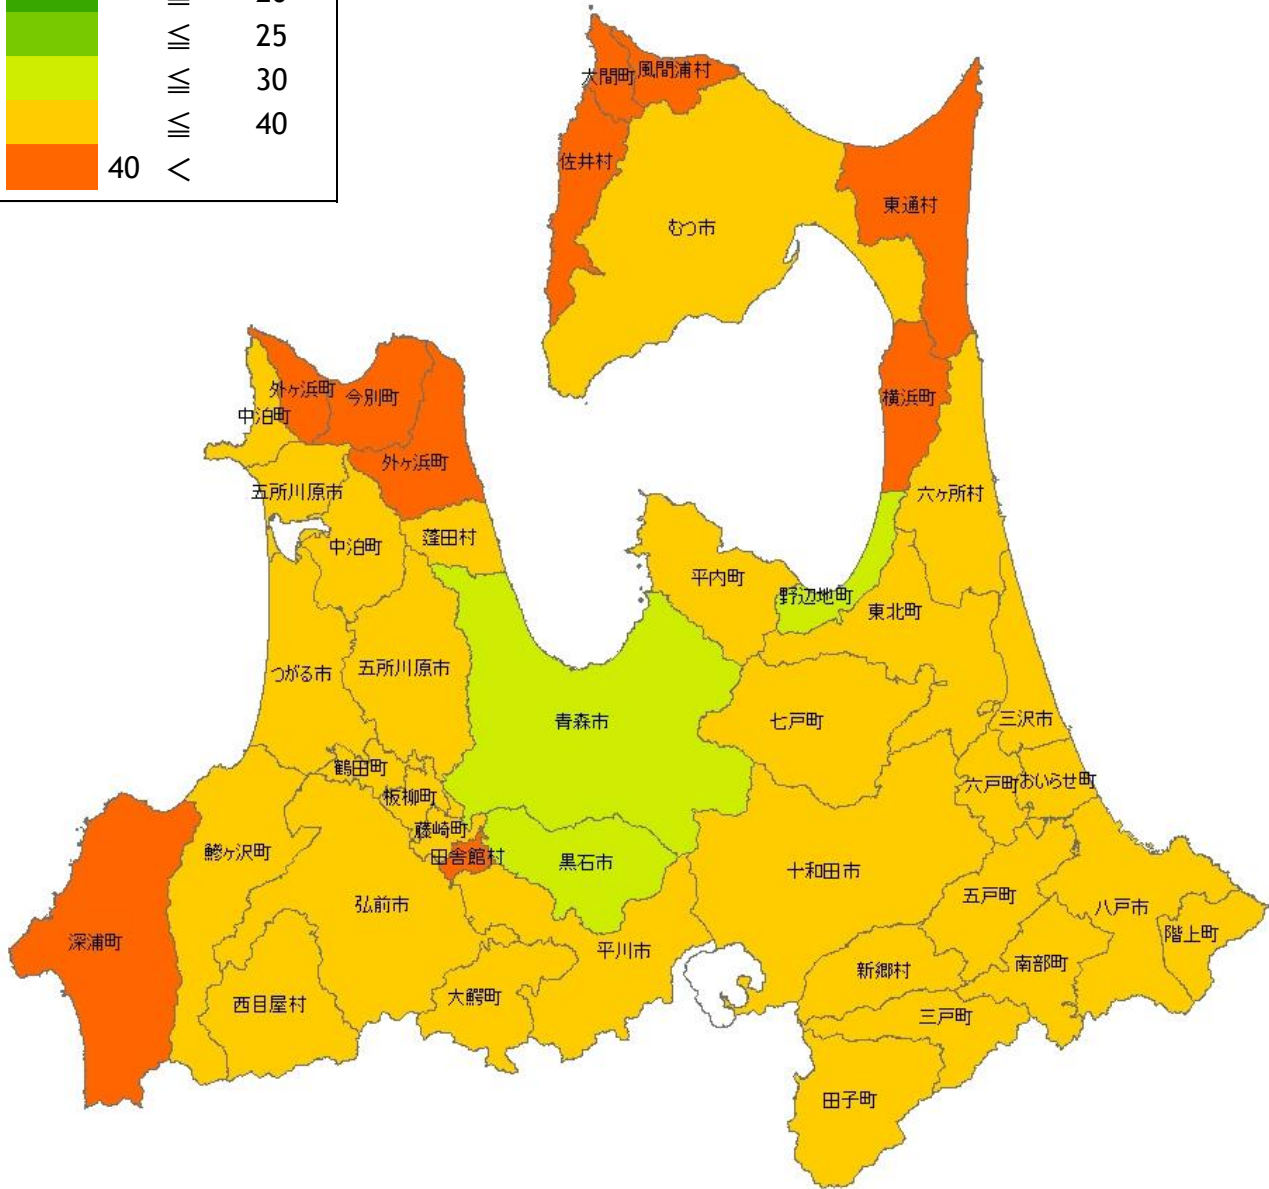 ≦ 20
≦ 25
≦ 30
≦ 40
40 <
大間町
風間浦村
佐井村
東通村
むつ市
外ヶ浜町
今別町
横浜町
中泊町
外ヶ浜町
五所川原市
六ヶ所村
蓬田村
中泊町
平内町
野辺地町
東北町
つがる市
五所川原市
青森市
七戸町
三沢市
鶴田町
六戸町
おいらせ町
板柳町
藤崎町
鰺ヶ沢町
田舎館村
黒石市
十和田市
五戸町
弘前市
八戸市
階上町
深浦町
平川市
南部町
新郷村
西目屋村
大鰐町
三戸町
田子町